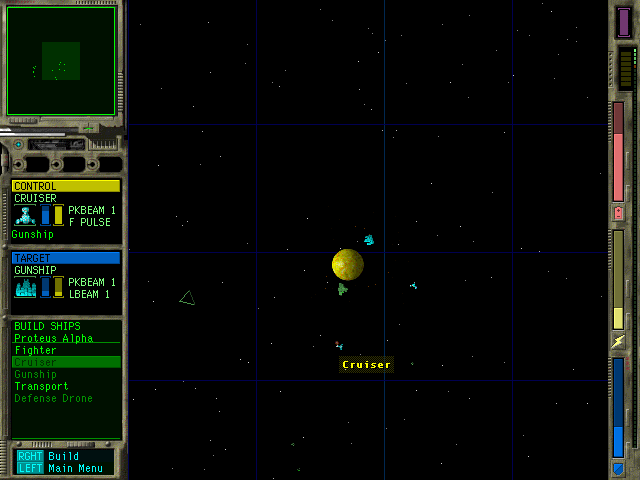 CONTROL
CRUISER
PKBEAM 1
F PULSE
Gunship
TARGET
GUNSHIP
PKBEAM 1
LBEAM 1
BUILD SHIPS
Proteus Alpha
Fighter
Cruiser
Gunship
Transport
Defense Drone
RGHT Build
LEFT Main Menu
Cruiser